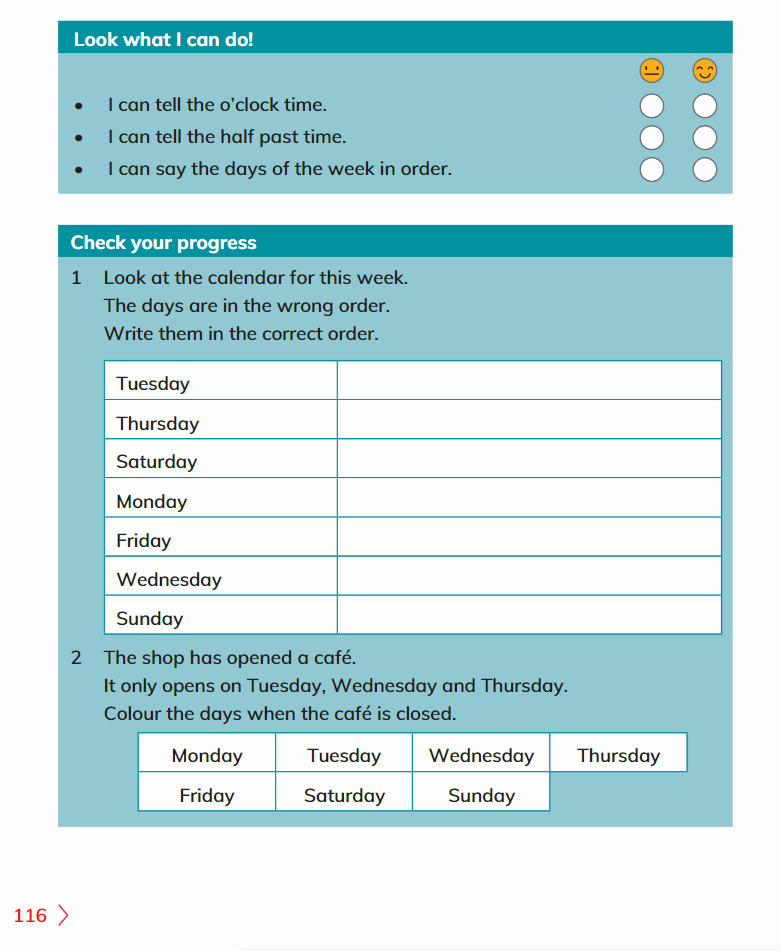 Look what I can do!
• I can tell the o’clock time.
• I can tell the half past time.
• I can say the days of the week in order.
Check your progress
1 Look at the calendar for this week.
The days are in the wrong order.
Write them in the correct order.
Tuesday
Thursday
Saturday
Monday
Friday
Wednesday
Sunday
2 The shop has opened a café.
It only opens on Tuesday, Wednesday and Thursday.
Colour the days when the café is closed.
Monday Tuesday Wednesday Thursday
Friday Saturday Sunday
116